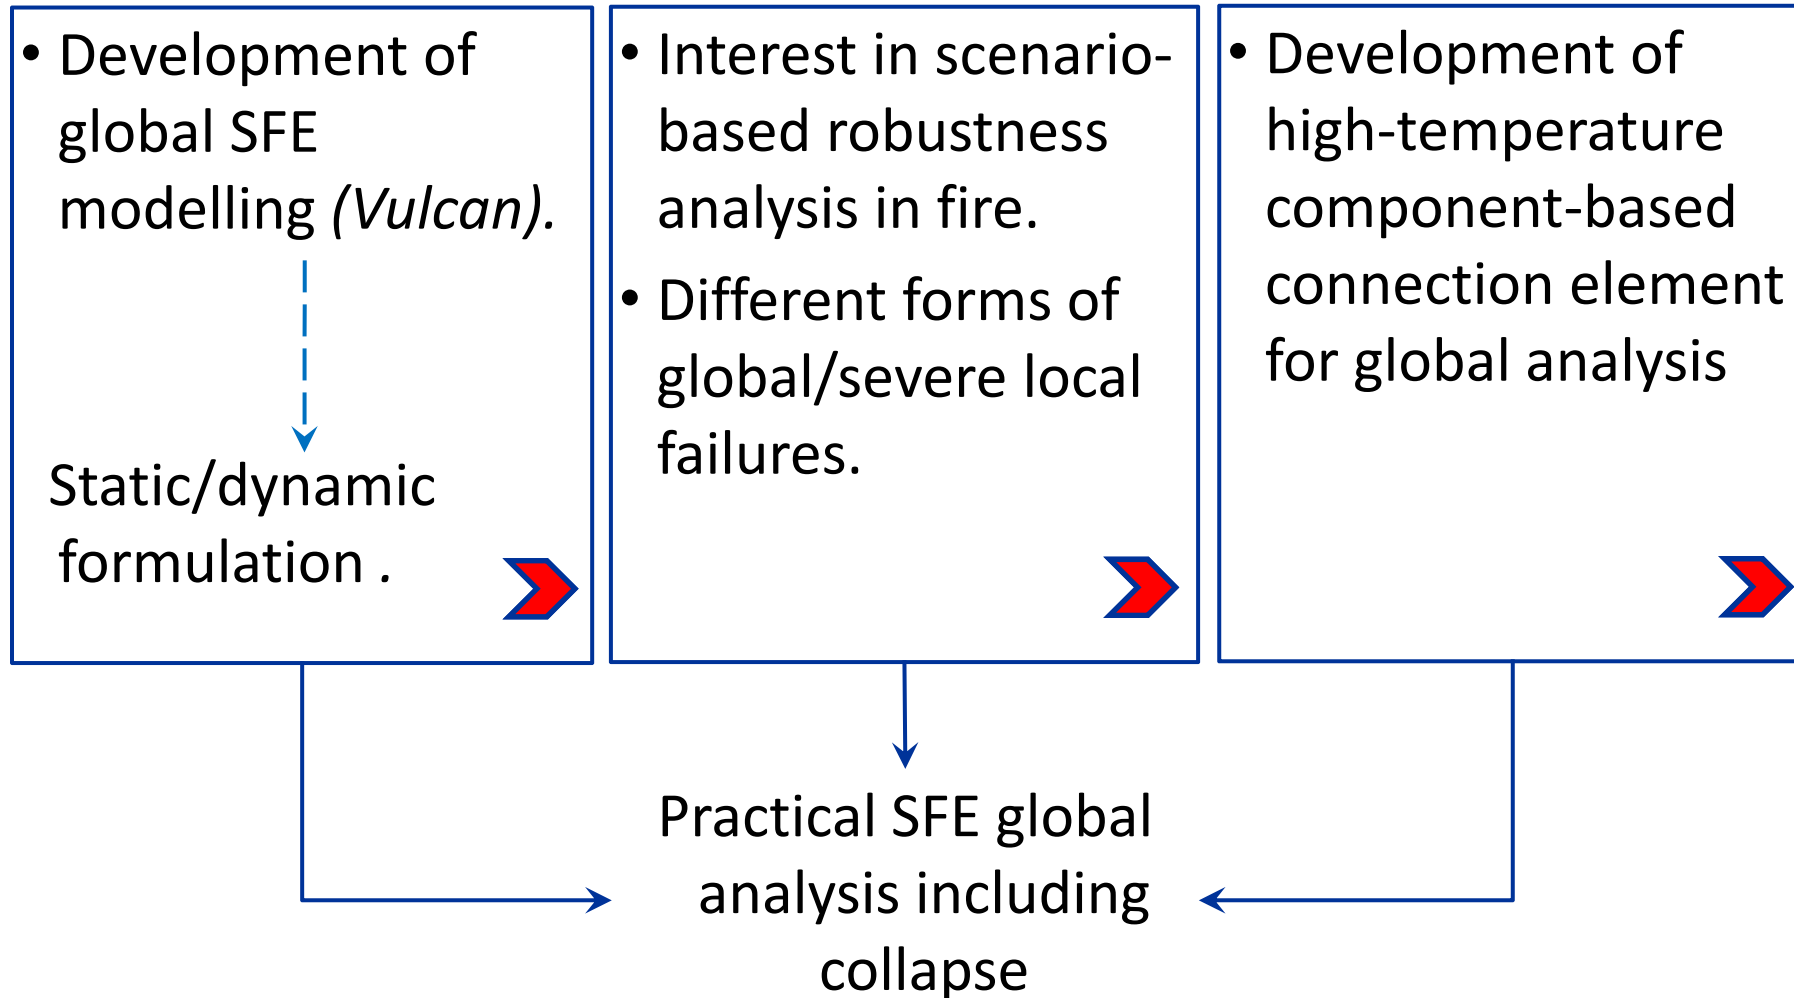 • Development of
global SFE
modelling (Vulcan).
Static/dynamic
formulation .
• Interest in scenario-
based robustness
analysis in fire.
• Different forms of
global/severe local
failures.
• Development of
high-temperature
component-based
connection element
for global analysis
Practical SFE global
analysis including
collapse